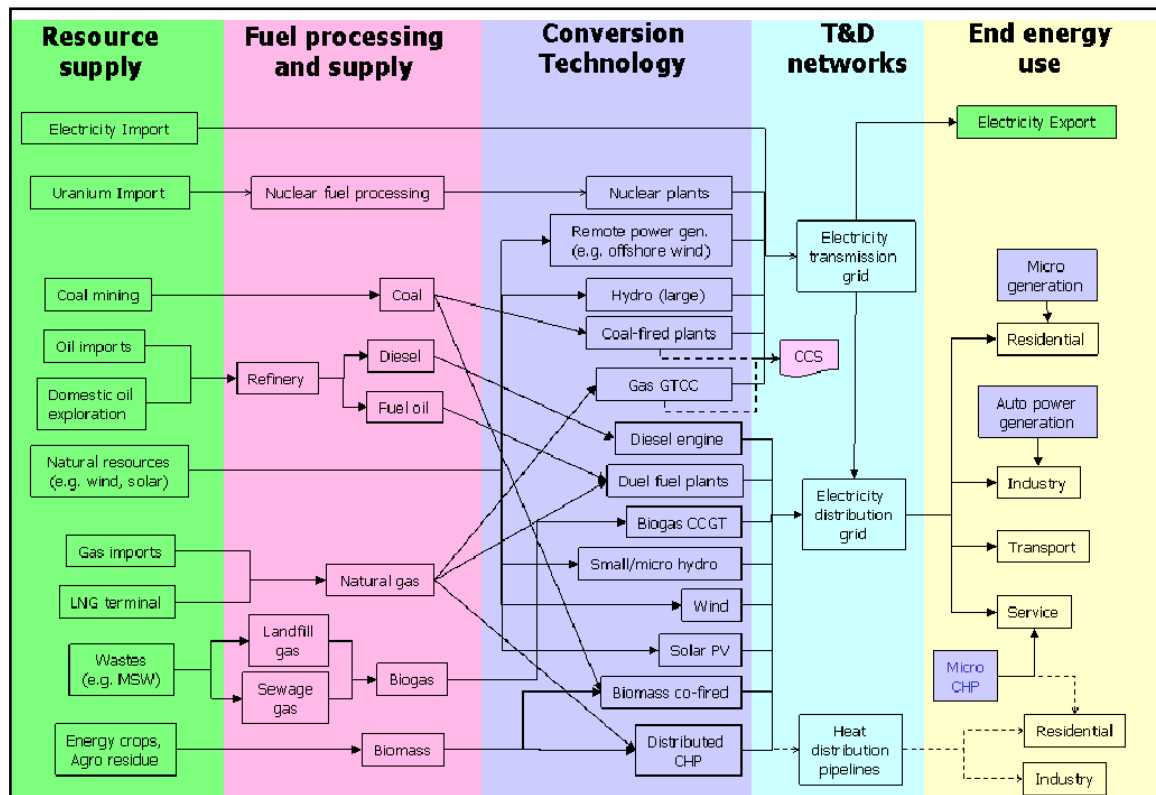 Resource
supply
Fuel processing
and supply
Conversion
Technology
T&D
networks
End energy
use
Electricity Import
Uranium Import
Coal mining
Oil imports
Domestic oil
exploration
Natural resources
(e.g. wind, solar)
Gas imports
LNG terminal
Wastes
(e.g. MSW)
Energy crops,
Agro residue
Nuclear fuel processing
Coal
Refinery
Diesel
Fuel oil
Natural gas
Landfill
gas
Sewage
gas
Biogas
Biomass
Nuclear plants
Remote power gen.
(e.g. offshore wind)
Hydro (large)
Coal-fired plants
Gas GTCC
Diesel engine
Duel fuel plants
Biogas CCGT
Small/micro hydro
Wind
Solar PV
Biomass co-fired
Distributed
CHP
Electricity
transmission
grid
CCS
Electricity
distribution
grid
Heat
distribution
pipelines
Electricity Export
Micro
generation
Residential
Auto power
generation
Industry
Transport
Service
Micro
CHP
Residential
Industry